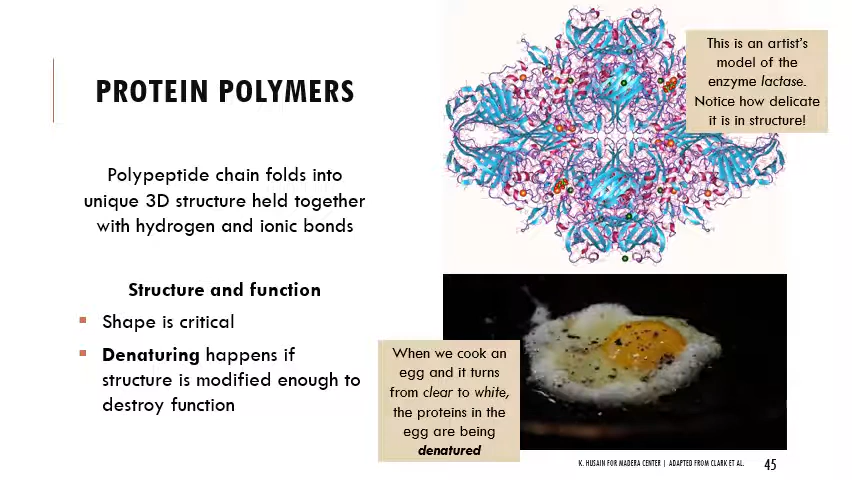 PROTEIN POLYMERS
Polypeptide chain folds into
unique 3D structure held together
with hydrogen and ionic bonds
Structure and function
▪ Shape is critical
▪ Denaturing happens if
structure is modified enough to
destroy function
This is an artist's
model of the
enzyme lactase.
Notice how delicate
it is in structure!
When we cook an
egg and it turns
from clear to white,
the proteins in the
egg are being
denatured
K. HUSAIN FOR MADERA CENTER | ADAPTED FROM CLARK ET AL.
45